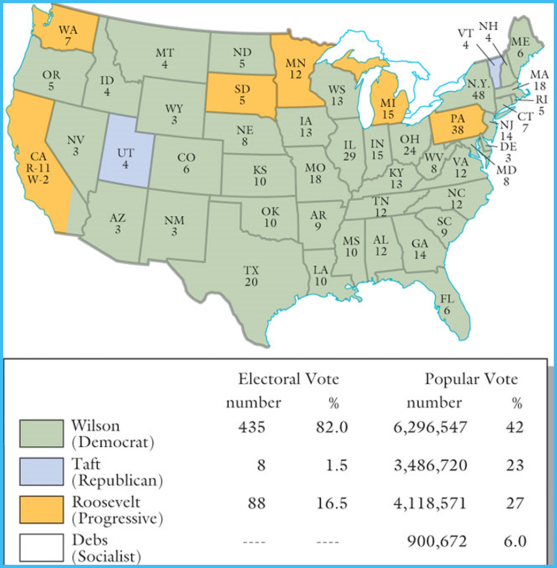 WA
7
OR
5
CA
R-11
W-2
NV
3
ID
4
MT
4
WY
3
UT
4
AZ
3
CO
6
NM
3
ND
5
SD
5
NE
8
KS
10
OK
10
TX
20
MN
12
IA
13
MO
18
AR
9
LA
10
WS
13
IL
29
MI
15
IN
15
OH
24
KY
13
TN
12
MS
10
AL
12
GA
14
FL
6
SC
9
NC
12
VA
12
WV
8
PA
38
N.Y.
48
VT
4
NH
4
ME
6
MA
18
RI
5
CT
7
NJ
14
DE
3
MD
8
Electoral Vote Popular Vote
number % number %
Wilson 435 82.0 6,296,547 42
(Democrat)
Taft 8 1.5 3,486,720 23
(Republican)
Roosevelt 88 16.5 4,118,571 27
(Progressive)
Debs ---- ---- 900,672 6.0
(Socialist)